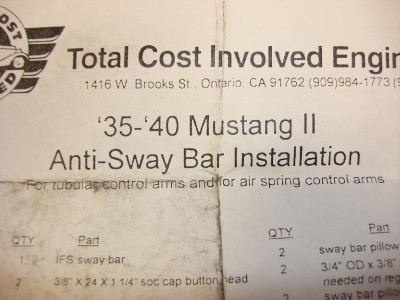 OST
ED
Total Cost Involved Engin
1416 W Brooks St., Ontario, CA 91762 (909)984-1773 (9
'35-'40 Mustang II
Anti-Sway Bar Installation
For tubular control arms and for air spring control arms
QTY Part
1 IFS sway bar
2 3/8" X 24 X 1 1/4" soc cap button head
QTY Part
2 sway bar pillow
2 3/4" OD x 3/8"
needed on reg
sway bar pillow